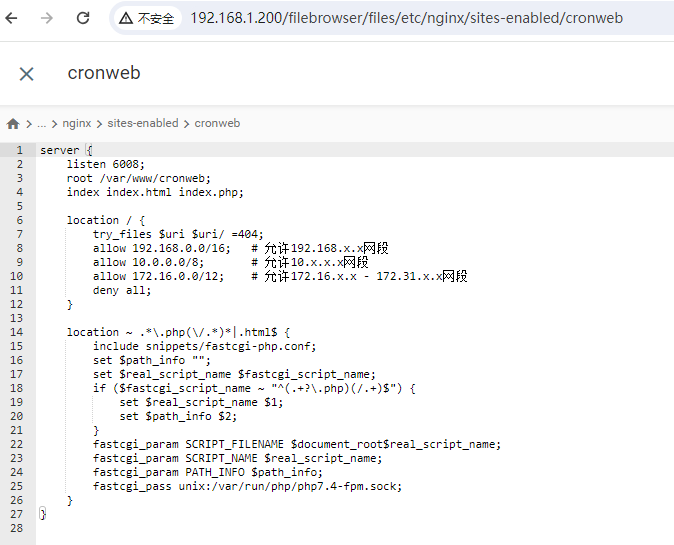 不安全 192.168.1.200/filebrowser/files/etc/nginx/sites-enabled/cronweb
cronweb
... nginx sites-enabled cronweb
1 server {
2     listen 6008;
3     root /var/www/cronweb;
4     index index.html index.php;
5
6     location / {
7         try_files $uri $uri/ =404;
8         allow 192.168.0.0/16;   # 允许192.168.x.x网段
9         allow 10.0.0.0/8;       # 允许10.x.x.x网段
10         allow 172.16.0.0/12;    # 允许172.16.x.x - 172.31.x.x网段
11         deny all;
12     }
13
14     location ~ .*\.php(\/.*)*|.html$ {
15         include snippets/fastcgi-php.conf;
16         set $path_info "";
17         set $real_script_name $fastcgi_script_name;
18         if ($fastcgi_script_name ~ "^(.+?\.php)(/.+)$") {
19             set $real_script_name $1;
20             set $path_info $2;
21         }
22         fastcgi_param SCRIPT_FILENAME $document_root$real_script_name;
23         fastcgi_param SCRIPT_NAME $real_script_name;
24         fastcgi_param PATH_INFO $path_info;
25         fastcgi_pass unix:/var/run/php/php7.4-fpm.sock;
26     }
27 }
28